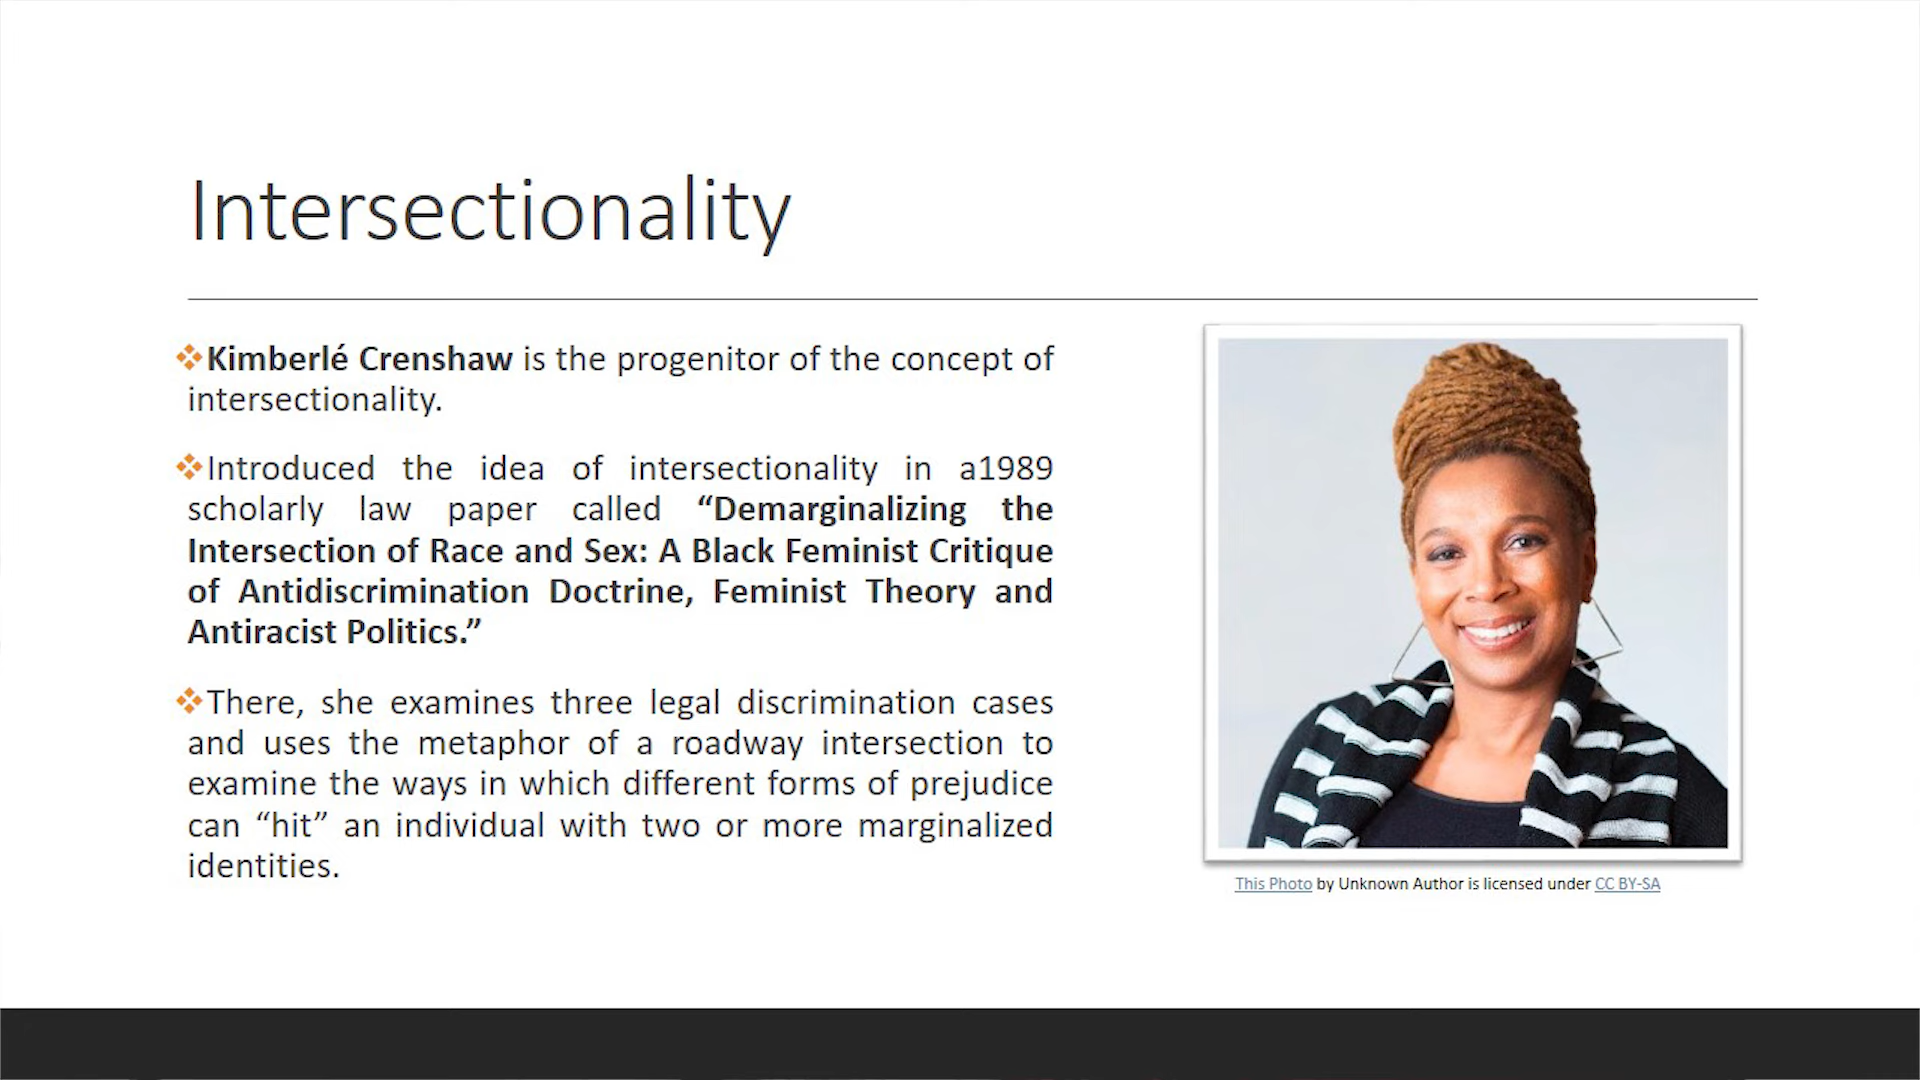 Intersectionality
Kimberlé Crenshaw is the progenitor of the concept of
intersectionality.
Introduced the idea of intersectionality in a1989
scholarly law paper called “Demarginalizing the
Intersection of Race and Sex: A Black Feminist Critique
of Antidiscrimination Doctrine, Feminist Theory and
Antiracist Politics.”
There, she examines three legal discrimination cases
and uses the metaphor of a roadway intersection to
examine the ways in which different forms of prejudice
can “hit” an individual with two or more marginalized
identities.
This Photo by Unknown Author is licensed under CC BY-SA